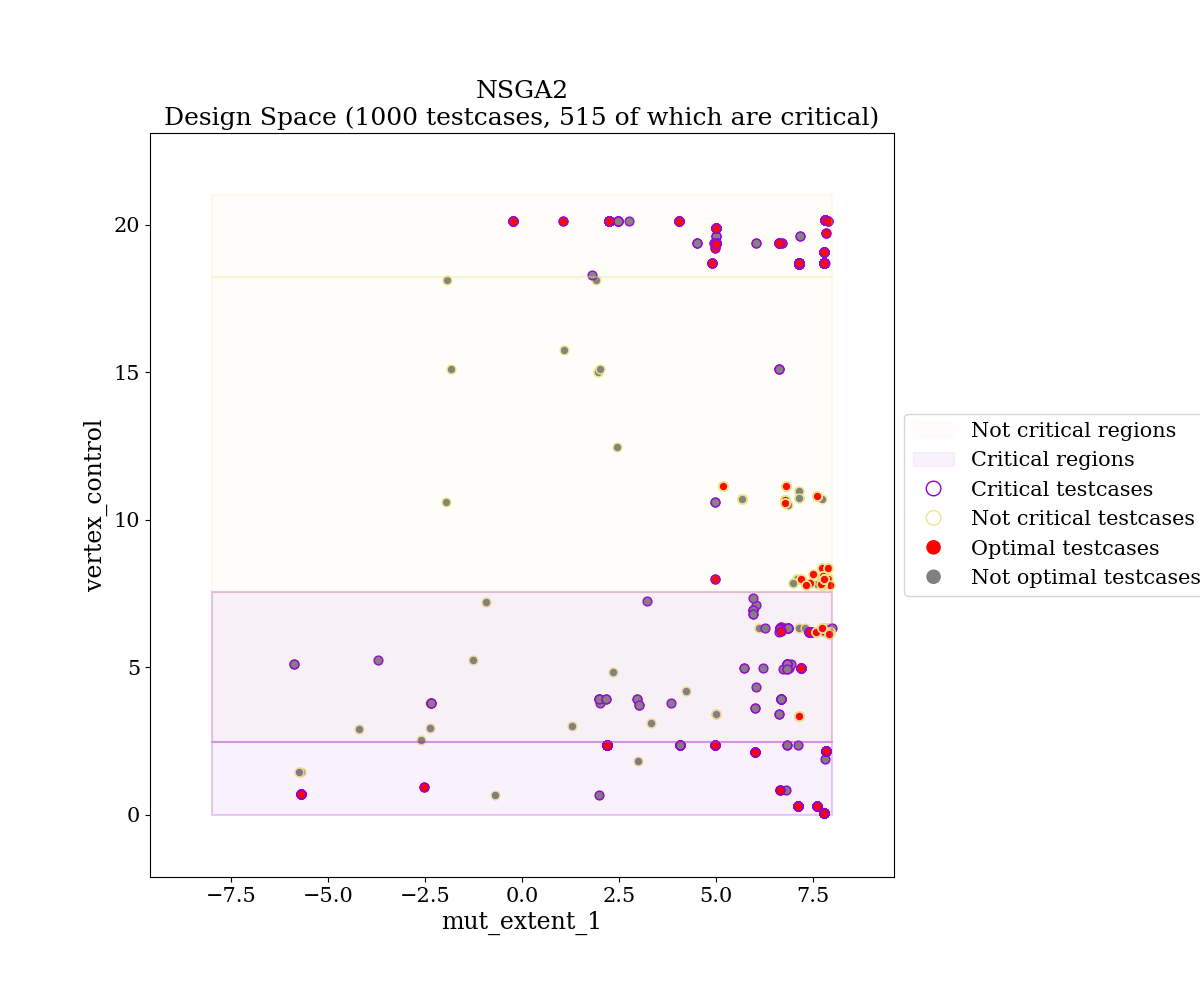 NSGA2
Design Space (1000 testcases, 515 of which are critical)
20
15
10
5
0
vertex_control
−7.5
−5.0
−2.5
0.0
2.5
5.0
7.5
mut_extent_1
Not critical regions
Critical regions
Critical testcases
Not critical testcases
Optimal testcases
Not optimal testcases